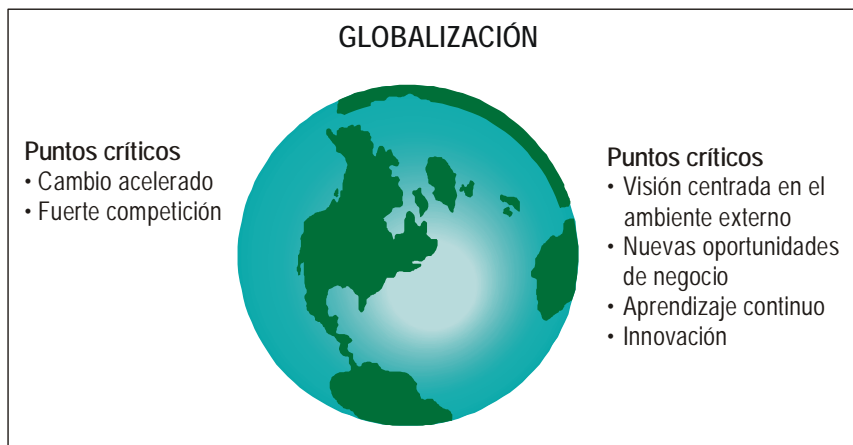 GLOBALIZACIÓN
Puntos críticos
• Cambio acelerado
• Fuerte competición
Puntos críticos
• Visión centrada en el
ambiente externo
• Nuevas oportunidades
de negocio
• Aprendizaje continuo
• Innovación